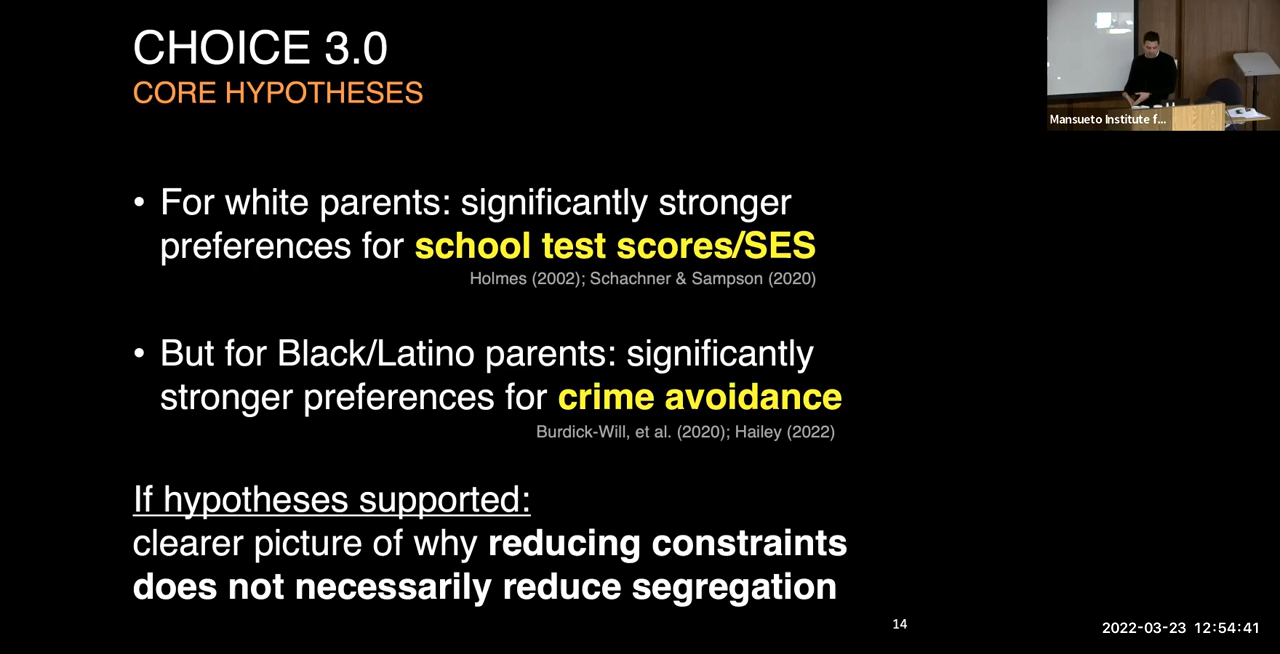 CHOICE 3.0
CORE HYPOTHESES
Mansueto Institute f...
• For white parents: significantly stronger
preferences for school test scores/SES
Holmes (2002); Schachner & Sampson (2020)
• But for Black/Latino parents: significantly
stronger preferences for crime avoidance
Burdick-Will, et al. (2020); Hailey (2022)
If hypotheses supported:
clearer picture of why reducing constraints
does not necessarily reduce segregation
14
2022-03-23 12:54:41